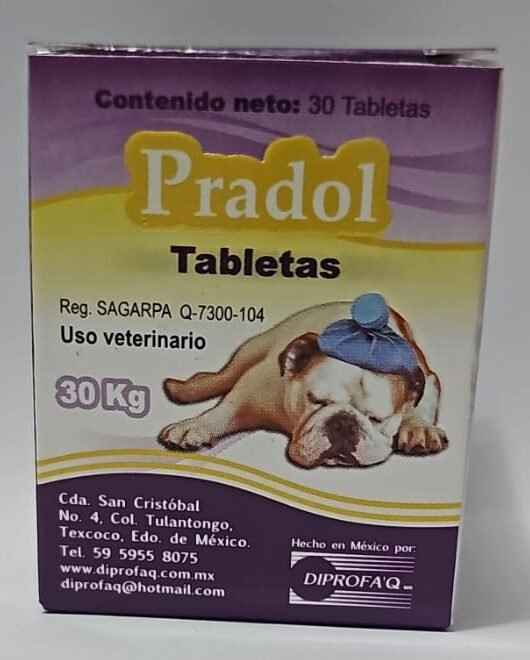 Contenido neto: 30 Tabletas
Pradol
Tabletas
Reg. SAGARPA Q-7300-104
Uso veterinario
30 Kg
Cda. San Cristóbal
No. 4, Col. Tulantongo,
Texcoco, Edo. de México.
Tel. 59 5955 8075
www.diprofaq.com.mx
diprofaq@hotmail.com
Hecho en México por:
DIPROFA'Q